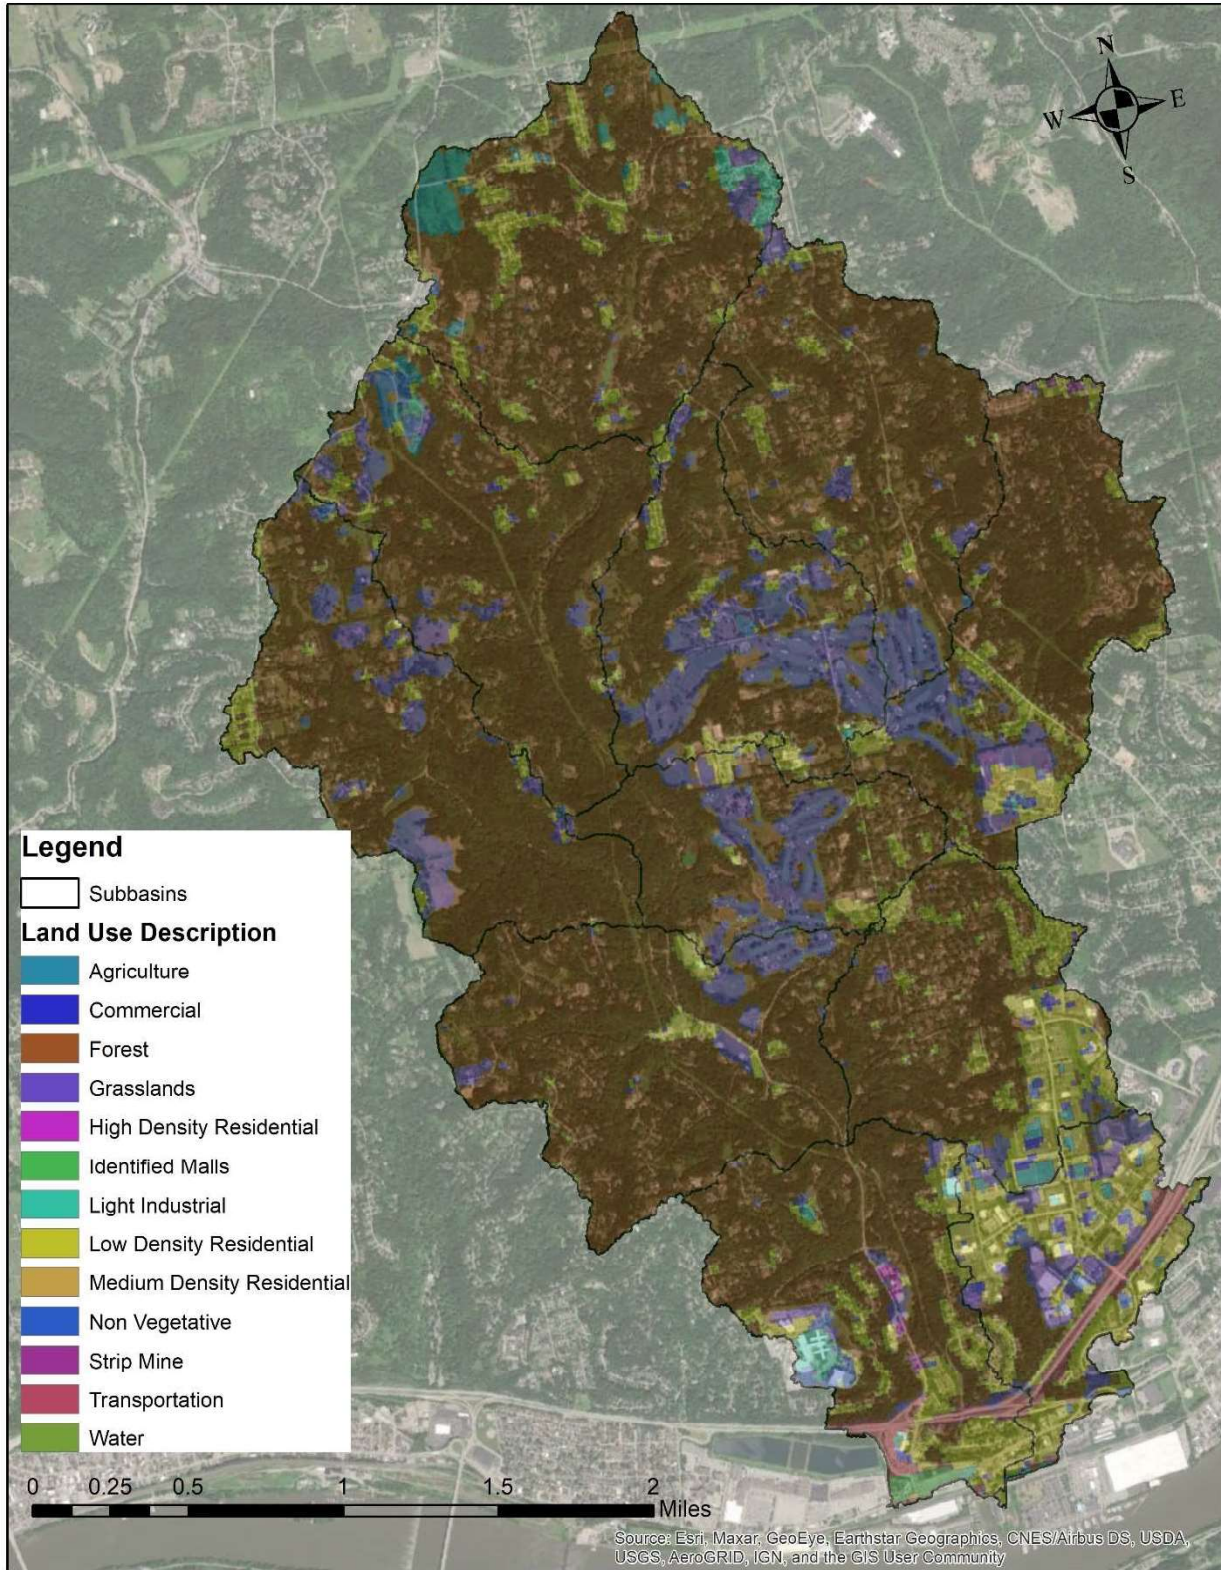 N
W E
S
Legend
Subbasins
Land Use Description
Agriculture
Commercial
Forest
Grasslands
High Density Residential
Identified Malls
Light Industrial
Low Density Residential
Medium Density Residential
Non Vegetative
Strip Mine
Transportation
Water
0 0.25 0.5 1 1.5 2
Miles
Source: Esri, Maxar, GeoEye, Earthstar Geographics, CNES/Airbus DS, USDA,
USGS, AeroGRID, IGN, and the GIS User Community